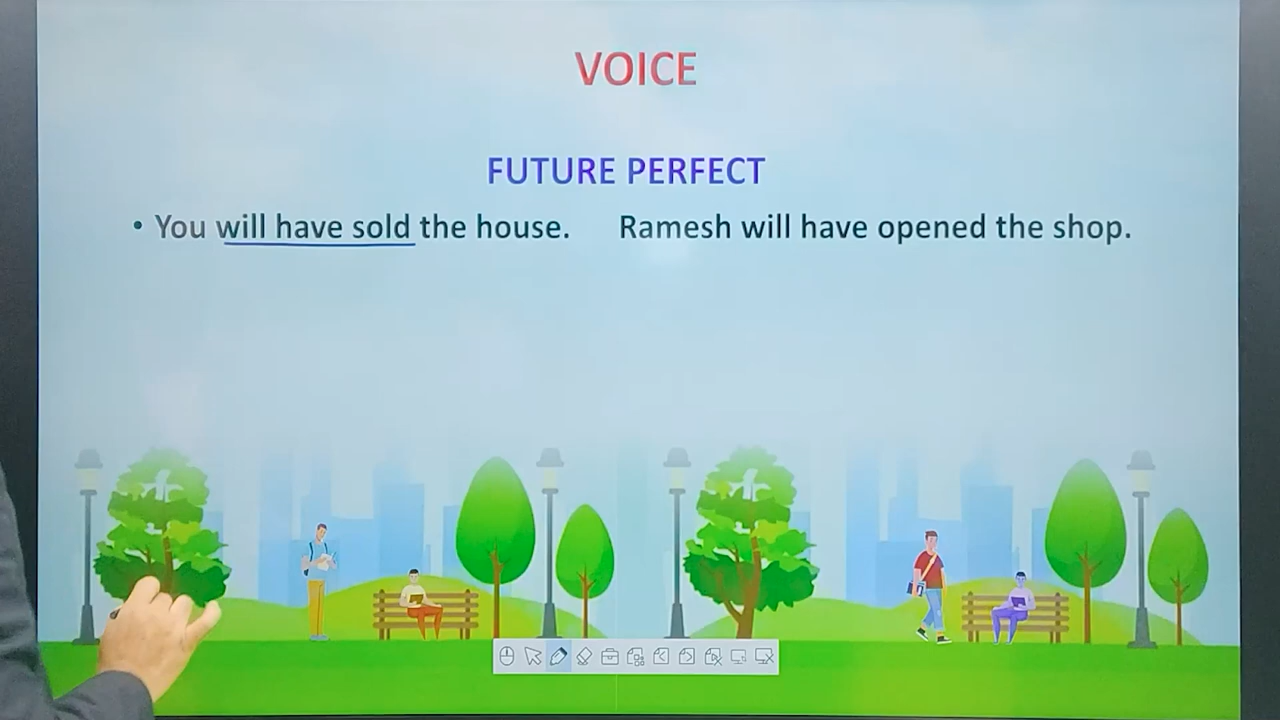 VOICE
FUTURE PERFECT
• You will have sold the house. Ramesh will have opened the shop.